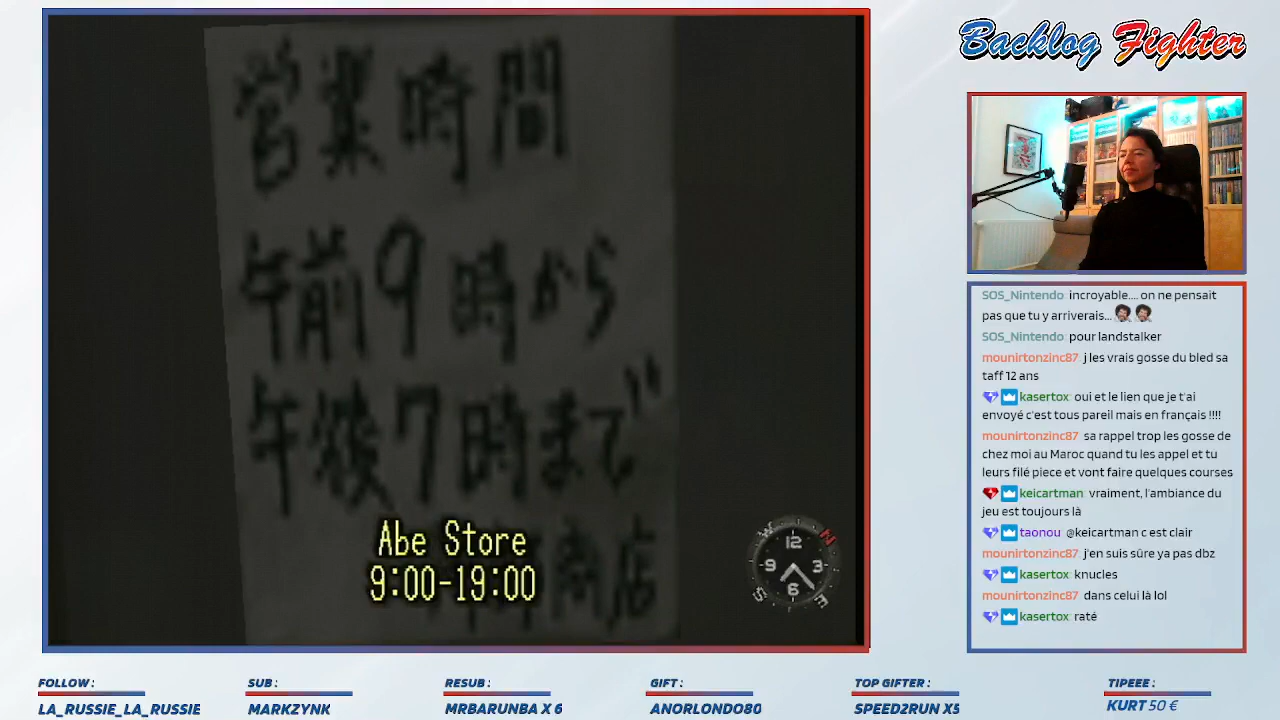 営業時間
午前9時から
午後7時まで
商店
Abe Store
9:00-19:00
W N
12
9 3
6
S E
Backlog Fighter
SOS_Nintendo incroyable.... on ne pensait
pas que tu y arriverais...
SOS_Nintendo: pour landstalker
mounirtonzinc87 j les vrais gosse du bled sa
taff 12 ans
kasertox: oui et le lien que je t'ai
envoyé c'est tous pareil mais en français !!!!
mounirtonzinc87 sa rappel trop les gosse de
chez moi au Maroc quand tu les appel et tu
leurs filé piece et vont faire quelques courses
keicartman: vraiment, l'ambiance du
jeu est toujours là
taonou @keicartman c est clair
mounirtonzinc87 j'en suis sûre ya pas dbz
kasertox: knucles
mounirtonzinc87: dans celui là lol
kasertox: raté
FOLLOW :
LA_RUSSIE_LA_RUSSIE
SUB :
MARKZYNK
RESUB :
MRBARUNBA X 6
GIFT :
ANORLONDO80
TOP GIFTER :
SPEED2RUN X5
TIPEEE :
KURT 50 €